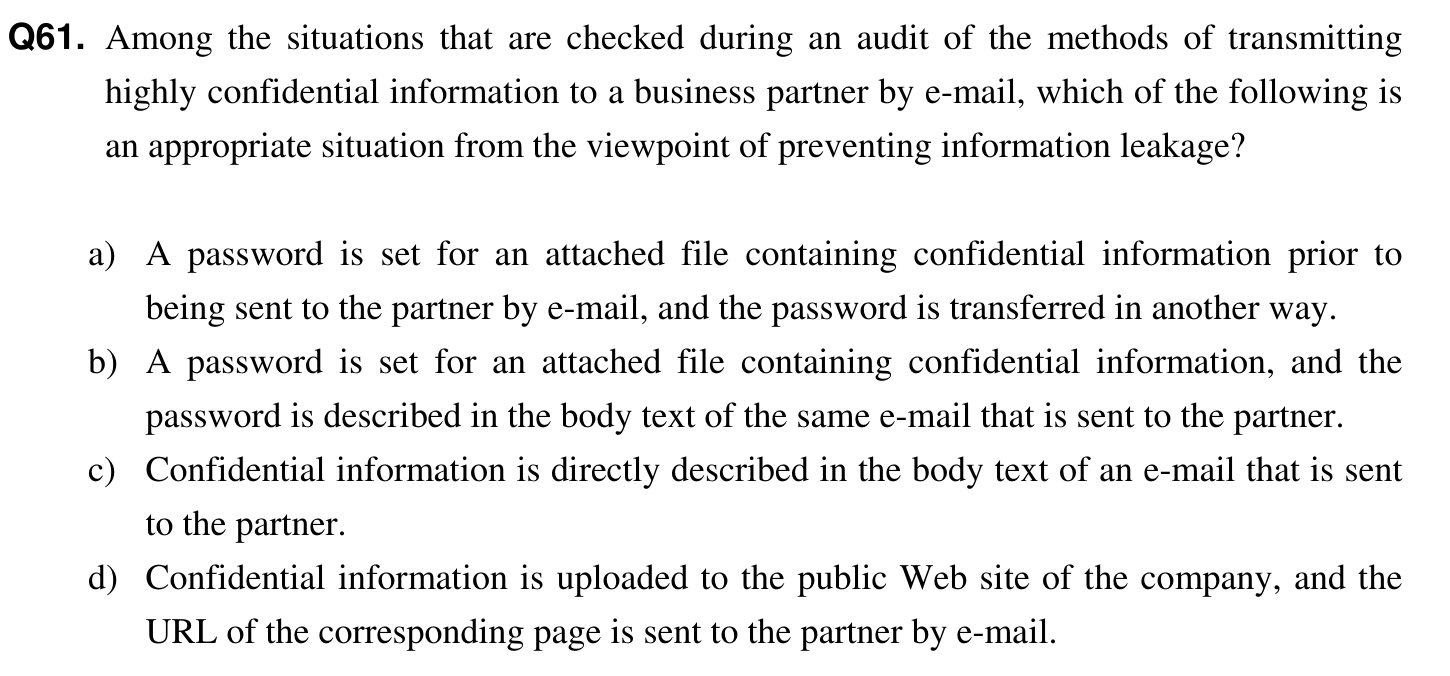 Q61. Among the situations that are checked during an audit of the methods of transmitting
highly confidential information to a business partner by e-mail, which of the following is
an appropriate situation from the viewpoint of preventing information leakage?
a) A password is set for an attached file containing confidential information prior to
being sent to the partner by e-mail, and the password is transferred in another way.
b) A password is set for an attached file containing confidential information, and the
password is described in the body text of the same e-mail that is sent to the partner.
c) Confidential information is directly described in the body text of an e-mail that is sent
to the partner.
d) Confidential information is uploaded to the public Web site of the company, and the
URL of the corresponding page is sent to the partner by e-mail.